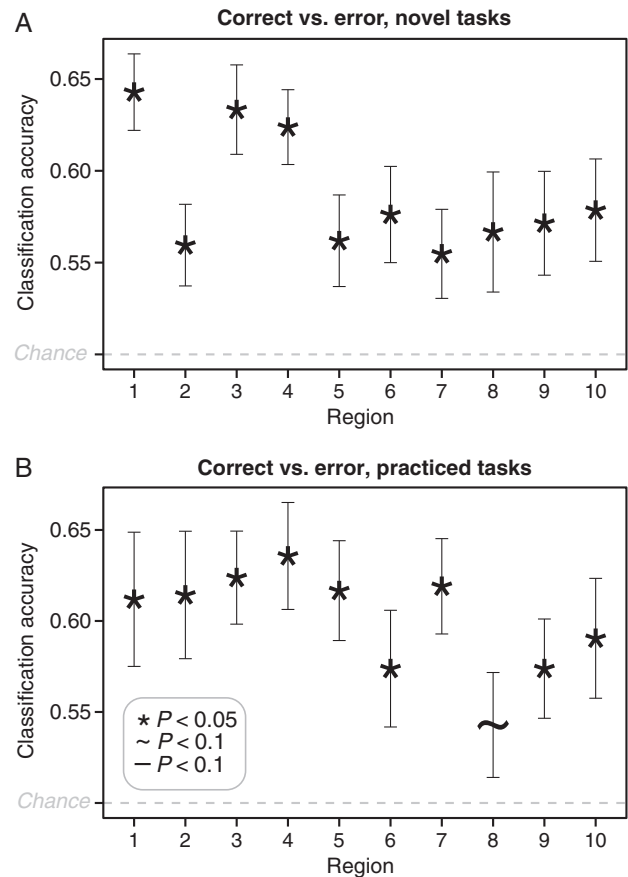 A
Correct vs. error, novel tasks
Classification accuracy
0.65
0.60
0.55
Chance
1 2 3 4 5 6 7 8 9 10
Region
B
Correct vs. error, practiced tasks
Classification accuracy
0.65
0.60
0.55
Chance
* P < 0.05
~ P < 0.1
– P < 0.1
1 2 3 4 5 6 7 8 9 10
Region